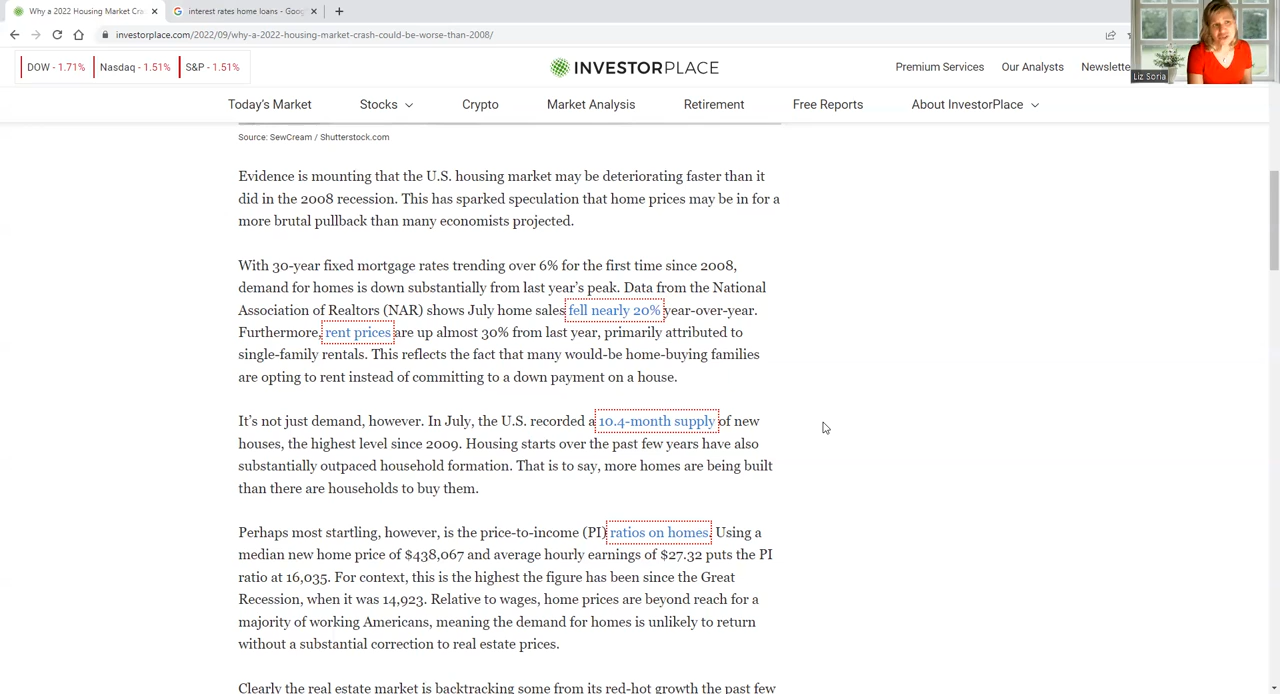 Why a 2022 Housing Market Cra
interest rates home loans - Goog
investorplace.com/2022/09/why-a-2022-housing-market-crash-could-be-worse-than-2008/
Liz Soria
DOW - 1.71% Nasdaq - 1.51% S&P - 1.51%
INVESTORPLACE
Premium Services Our Analysts Newslette
Today's Market Stocks Crypto Market Analysis Retirement Free Reports About InvestorPlace
Source: SewCream / Shutterstock.com
Evidence is mounting that the U.S. housing market may be deteriorating faster than it
did in the 2008 recession. This has sparked speculation that home prices may be in for a
more brutal pullback than many economists projected.
With 30-year fixed mortgage rates trending over 6% for the first time since 2008,
demand for homes is down substantially from last year's peak. Data from the National
Association of Realtors (NAR) shows July home sales fell nearly 20% year-over-year.
Furthermore, rent prices are up almost 30% from last year, primarily attributed to
single-family rentals. This reflects the fact that many would-be home-buying families
are opting to rent instead of committing to a down payment on a house.
It's not just demand, however. In July, the U.S. recorded a 10.4-month supply of new
houses, the highest level since 2009. Housing starts over the past few years have also
substantially outpaced household formation. That is to say, more homes are being built
than there are households to buy them.
Perhaps most startling, however, is the price-to-income (PI) ratios on homes. Using a
median new home price of $438,067 and average hourly earnings of $27.32 puts the PI
ratio at 16,035. For context, this is the highest the figure has been since the Great
Recession, when it was 14,923. Relative to wages, home prices are beyond reach for a
majority of working Americans, meaning the demand for homes is unlikely to return
without a substantial correction to real estate prices.
Clearly the real estate market is backtracking some from its red-hot growth the past few